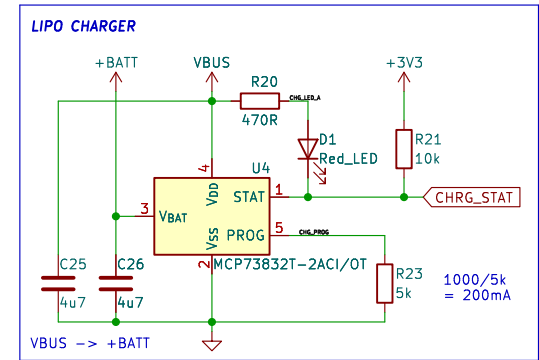 LIPO CHARGER
+BATT
VBUS
+3V3
R20
CHG_LED_A
470R
D1
Red_LED
R21
10k
U4
4
VDD
STAT
1
CHRG_STAT
3
VBAT
PROG
5
CHG_PROG
VSS
2
MCP73832T-2ACI/OT
C25
4u7
C26
4u7
R23
5k
1000/5k
= 200mA
VBUS -> +BATT